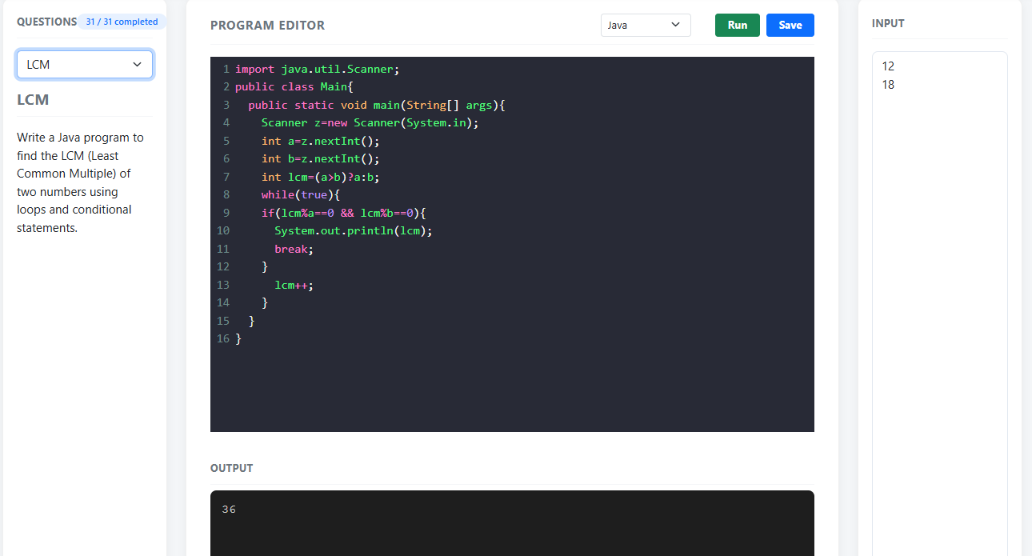 QUESTIONS 31 / 31 completed
LCM
LCM
Write a Java program to
find the LCM (Least
Common Multiple) of
two numbers using
loops and conditional
statements.
PROGRAM EDITOR
Java
Run
Save
1 import java.util.Scanner;
2 public class Main{
3   public static void main(String[] args){
4     Scanner z=new Scanner(System.in);
5     int a=z.nextInt();
6     int b=z.nextInt();
7     int lcm=(a>b)?a:b;
8     while(true){
9     if(lcm%a==0 && lcm%b==0){
10       System.out.println(lcm);
11       break;
12     }
13       lcm++;
14     }
15   }
16 }
OUTPUT
36
INPUT
12
18